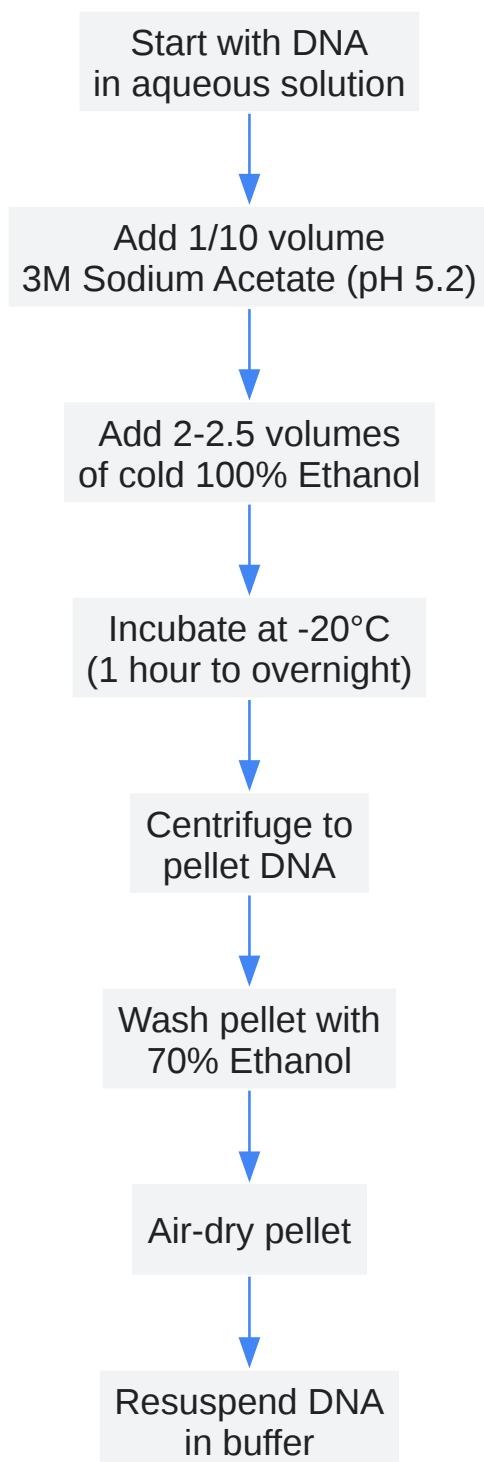 Start with DNA
in aqueous solution
Add 1/10 volume
3M Sodium Acetate (pH 5.2)
Add 2-2.5 volumes
of cold 100% Ethanol
Incubate at -20°C
(1 hour to overnight)
Centrifuge to
pellet DNA
Wash pellet with
70% Ethanol
Air-dry pellet
Resuspend DNA
in buffer